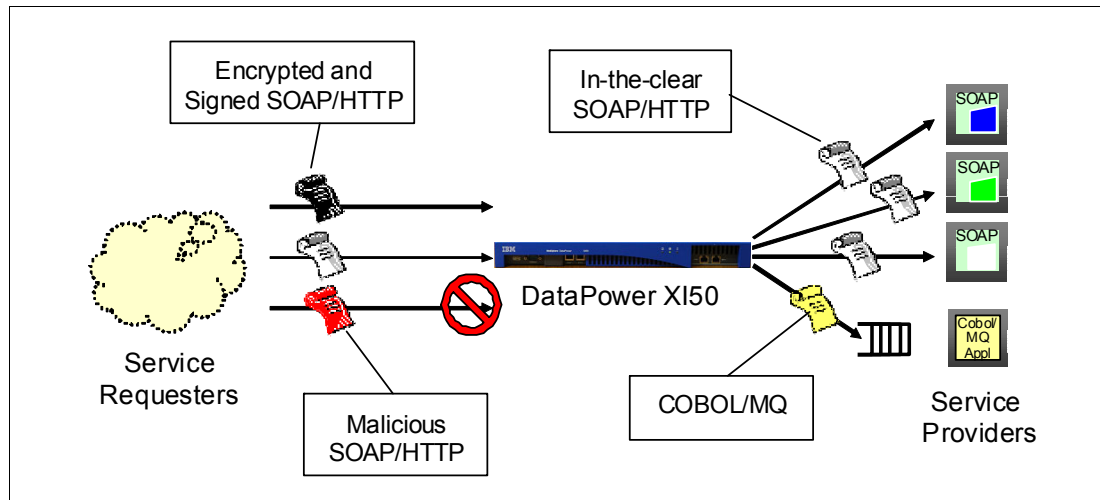 Encrypted and
Signed SOAP/HTTP
In-the-clear
SOAP/HTTP
SOAP
SOAP
SOAP
IBM
DataPower XI50
Service
Requesters
Malicious
SOAP/HTTP
COBOL/MQ
Cobol/
MQ
Appl
Service
Providers